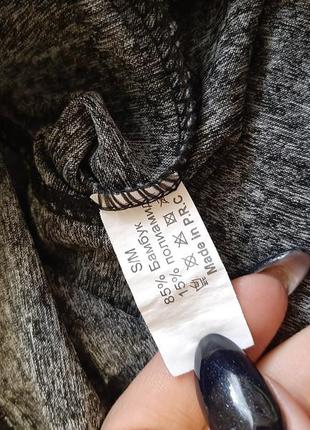 S/M
85% Бамбук
15% полиамид
Made in P.R.C